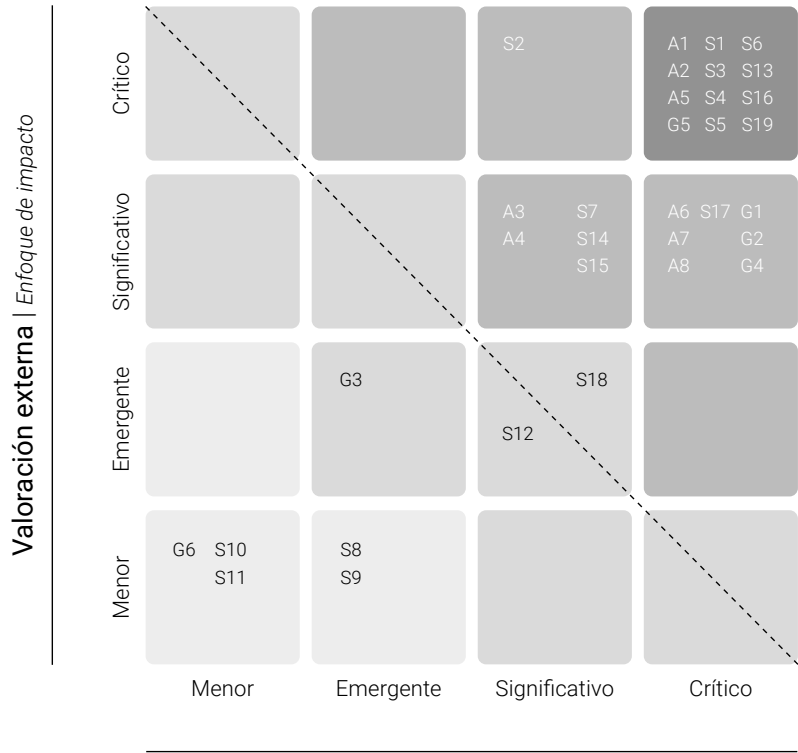 Valoración externa | Enfoque de impacto
Crítico
S2
A1 S1 S6
A2 S3 S13
A5 S4 S16
G5 S5 S19
Significativo
A3 S7
A4 S14
S15
A6 S17 G1
A7 G2
A8 G4
Emergente
G3
S18
S12
Menor
G6 S10
S11
S8
S9
Menor Emergente Significativo Crítico